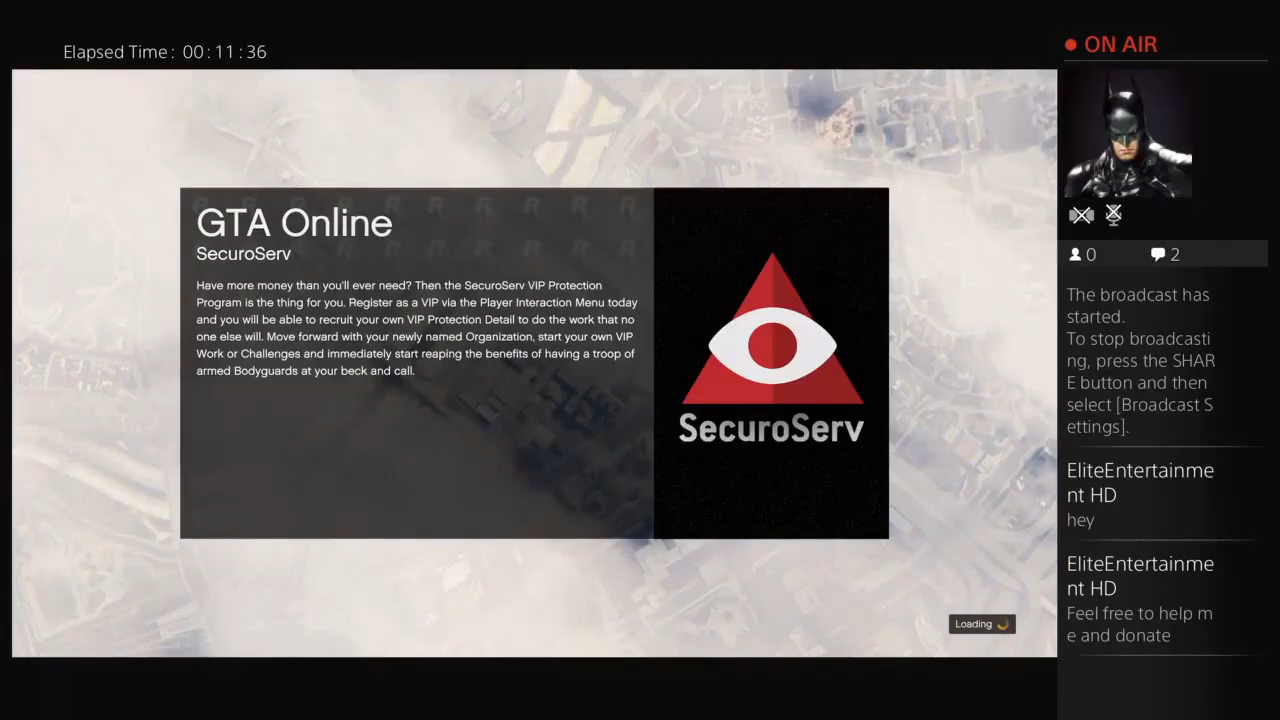 Elapsed Time: 00:11:36
ON AIR
GTA Online
SecuroServ
Have more money than you'll ever need? Then the SecuroServ VIP Protection
Program is the thing for you. Register as a VIP via the Player Interaction Menu today
and you will be able to recruit your own VIP Protection Detail to do the work that no
one else will. Move forward with your newly named Organization, start your own VIP
Work or Challenges and immediately start reaping the benefits of having a troop of
armed Bodyguards at your beck and call.
SecuroServ
Loading
0
2
The broadcast has
started.
To stop broadcasti
ng, press the SHAR
E button and then
select [Broadcast S
ettings].
EliteEntertainme
nt HD
hey
EliteEntertainme
nt HD
Feel free to help m
e and donate